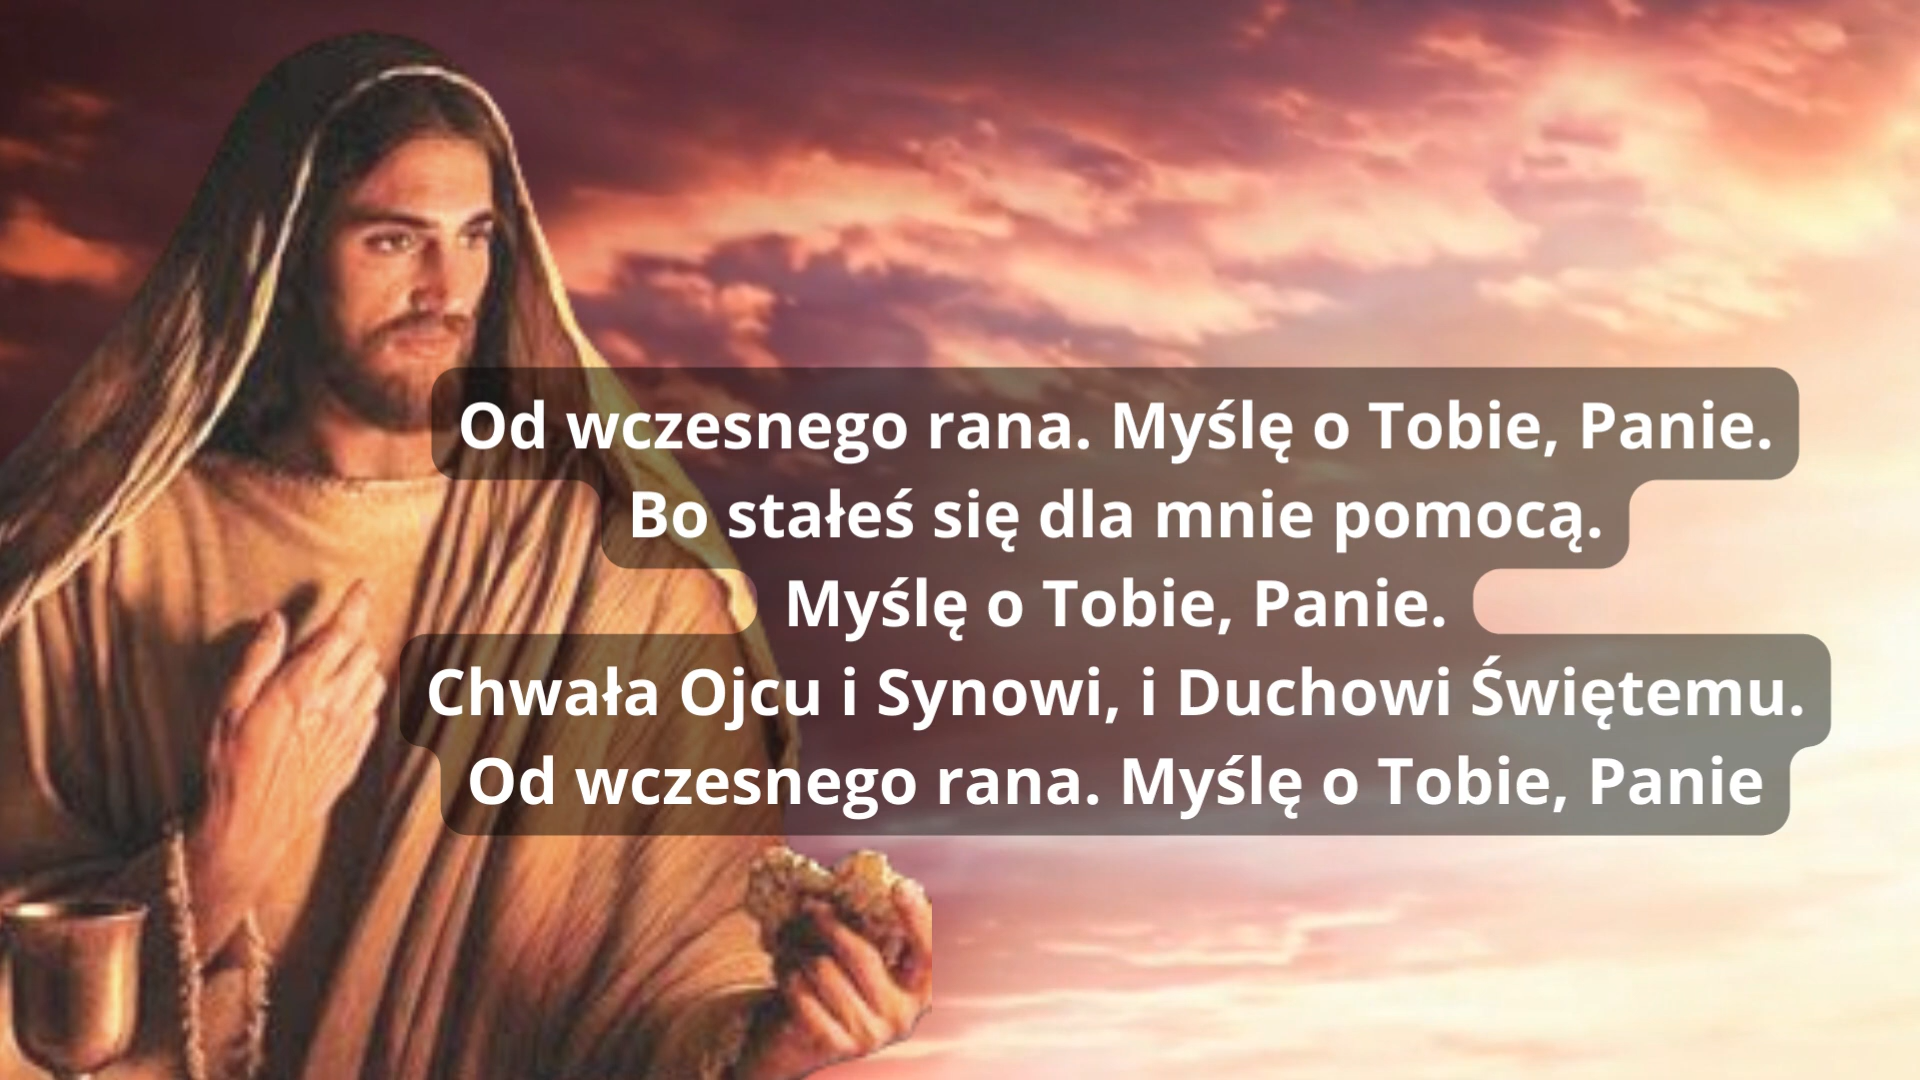 Od wczesnego rana. Myślę o Tobie, Panie.
Bo stałeś się dla mnie pomocą.
Myślę o Tobie, Panie.
Chwała Ojcu i Synowi, i Duchowi Świętemu.
Od wczesnego rana. Myślę o Tobie, Panie